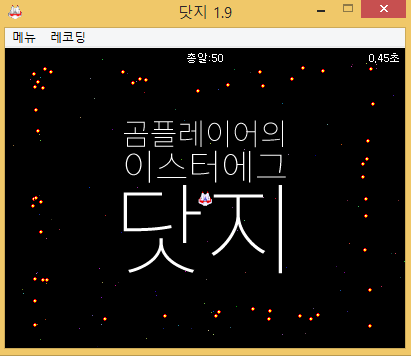 닷지 1.9
메뉴 레코딩
총알:50 0,45초
곰플레이어의
이스터에그
닷지